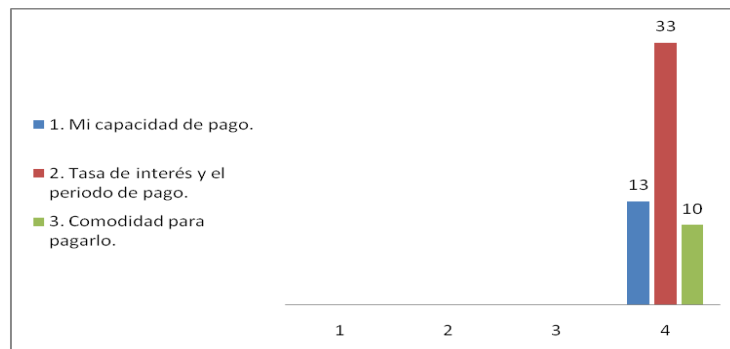 33
1. Mi capacidad de pago.
13
2. Tasa de interés y el
periodo de pago.
10
3. Comodidad para
pagarlo.
1 2 3 4